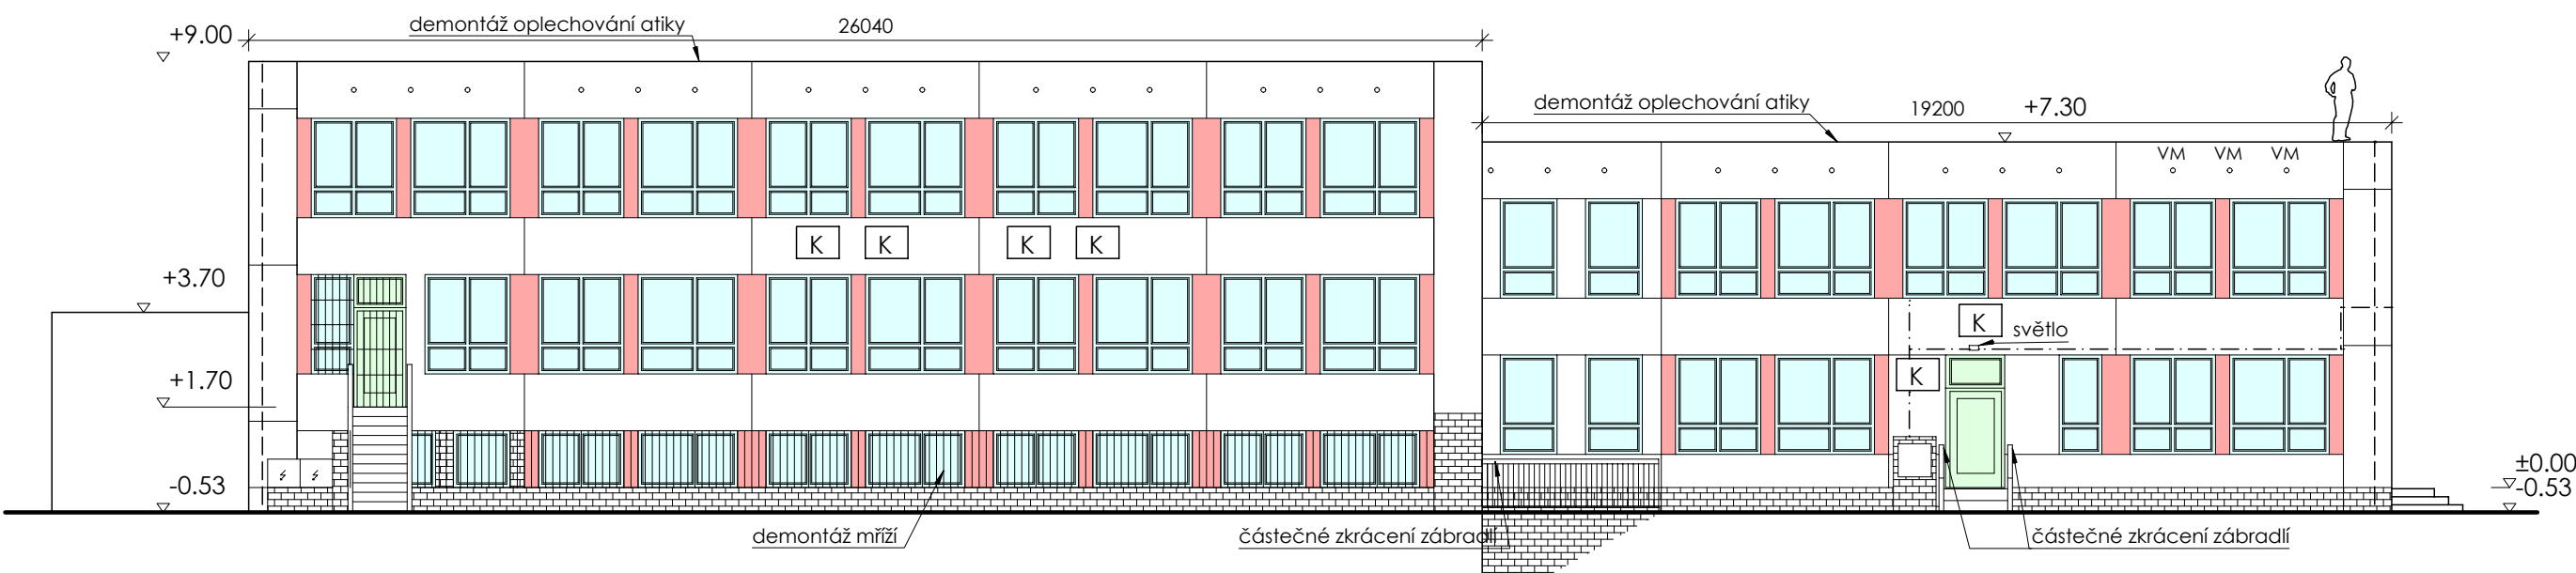 demontáž oplechování atiky
26040
+9.00
demontáž oplechování atiky
19200
+7.30
VM VM VM
K K K K
+3.70
K
světlo
K
+1.70
-0.53
±0.00
-0.53
demontáž mříží
částečné zkrácení zábradlí
částečné zkrácení zábradlí